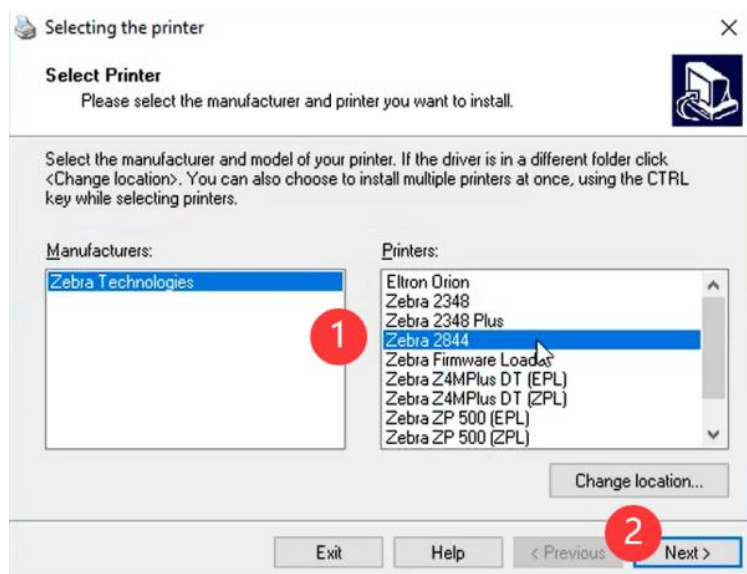 Selecting the printer
Select Printer
Please select the manufacturer and printer you want to install.
Select the manufacturer and model of your printer. If the driver is in a different folder click
<Change location>. You can also choose to install multiple printers at once, using the CTRL
key while selecting printers.
Manufacturers:
Zebra Technologies
Printers:
Eltron Orion
Zebra 2348
Zebra 2348 Plus
1
Zebra 2844
Zebra Firmware Loader
Zebra Z4MPlus DT (EPL)
Zebra Z4MPlus DT (ZPL)
Zebra ZP 500 (EPL)
Zebra ZP 500 (ZPL)
Change location...
2
Exit
Help
< Previous
Next >